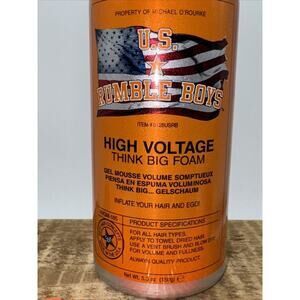 PROPERTY OF MICHAEL O'ROURKE
U.S.
RUMBLE BOYS
HIGH VOLTAGE
THINK BIG FOAM
GEL MOUSSE VOLUME SOMPTUEUX
PIENSA EN ESPUMA VOLUMINOSA
THINK BIG... GELSCHAUM
INFLATE YOUR HAIR AND EGO!
PRODUCT SPECIFICATIONS
FOR ALL HAIR TYPES.
APPLY TO TOWEL DRIED HAIR.
USE A VENT BRUSH AND BLOW DRY
FOR VOLUME AND FULLNESS.
ALWAYS QUALITY PRODUCT.
Net Wt.